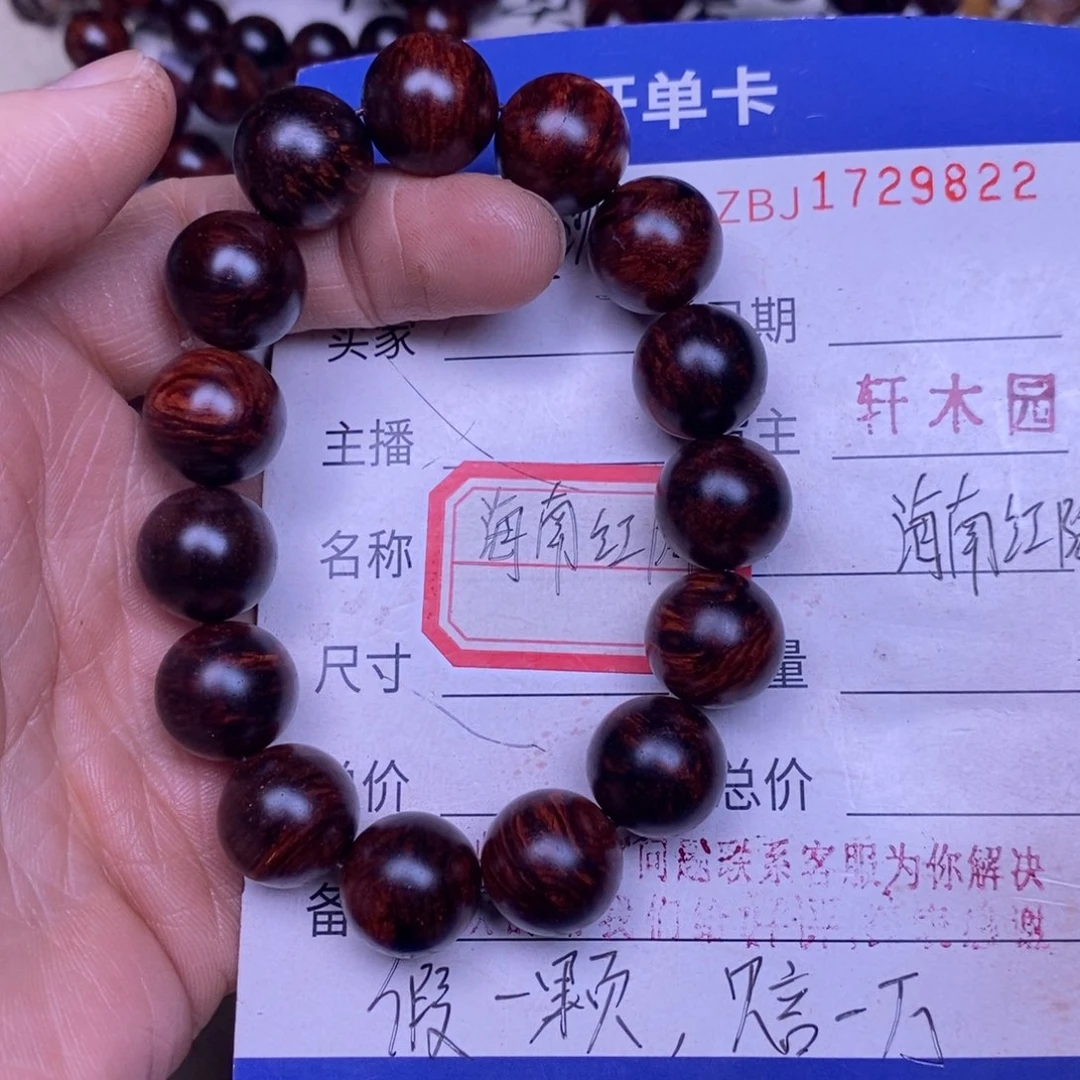 开单卡
ZBJ1729822
买家 日期
轩木园
主播
名称 海南红 海南红
尺寸 量
价 总价
问题联系客服为你解决
备
假一颗，赔一万